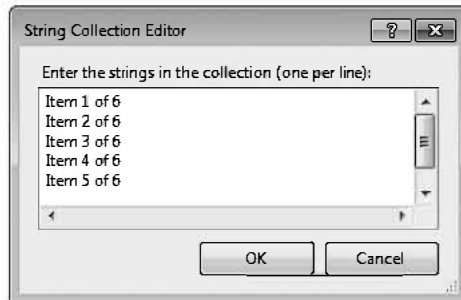 String Collection Editor
Enter the strings in the collection (one per line):
Item 1 of 6
Item 2 of 6
Item 3 of 6
Item 4 of 6
Item 5 of 6
OK Cancel